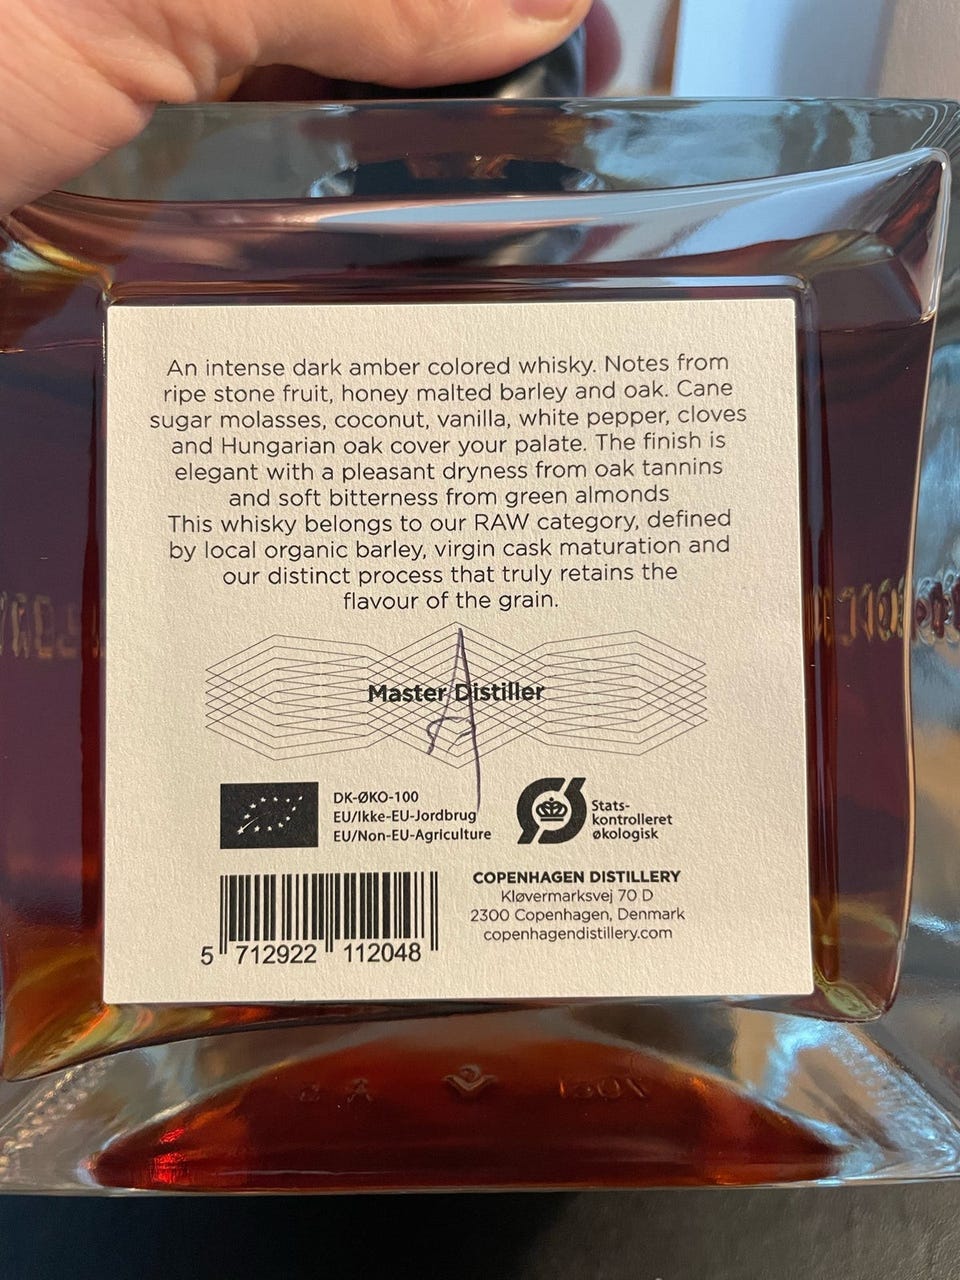 An intense dark amber colored whisky. Notes from
ripe stone fruit, honey malted barley and oak. Cane
sugar molasses, coconut, vanilla, white pepper, cloves
and Hungarian oak cover your palate. The finish is
elegant with a pleasant dryness from oak tannins
and soft bitterness from green almonds
This whisky belongs to our RAW category, defined
by local organic barley, virgin cask maturation and
our distinct process that truly retains the
flavour of the grain.
Master Distiller
DK-ØKO-100
EU/Ikke-EU-Jordbrug
EU/Non-EU-Agriculture
Stats-
kontrolleret
økologisk
COPENHAGEN DISTILLERY
Kløvermarksvej 70 D
2300 Copenhagen, Denmark
copenhagendistillery.com
5 712922 112048